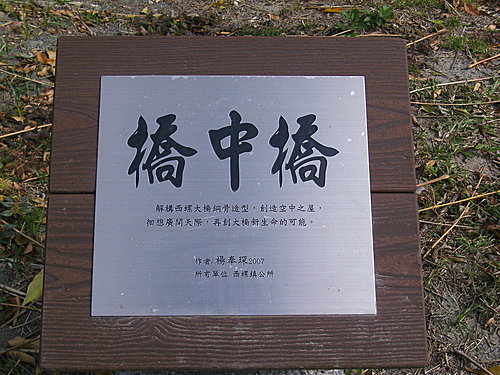 橋中橋
解構西螺大橋鋼骨造型，創造空中之屋，
細想廣闊天際，再創大橋新生命的可能。
作者/楊奉琛2007
所有單位/西螺鎮公所